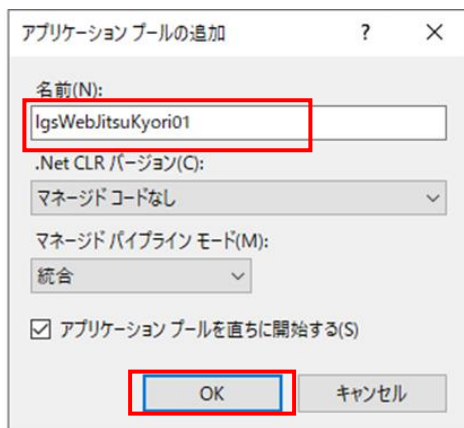 アプリケーション プールの追加 ? ×
名前(N):
IgsWebJitsuKyori01
.Net CLR バージョン(C):
マネージド コードなし
マネージド パイプライン モード(M):
統合
アプリケーション プールを直ちに開始する(S)
OK キャンセル